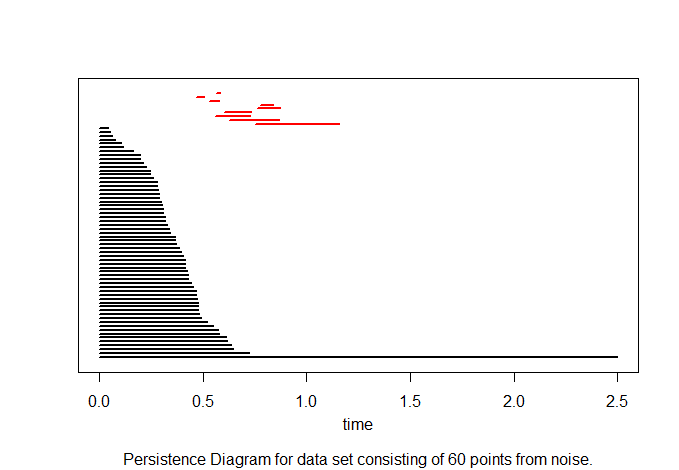 0.0 0.5 1.0 1.5 2.0 2.5
time
Persistence Diagram for data set consisting of 60 points from noise.